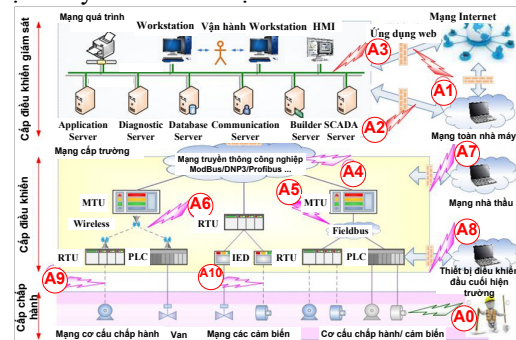 Mạng quá trình
Workstation
Vận hành
Workstation
HMI
Ứng dụng web
Mạng Internet
A3
A1
A2
Cấp điều khiển giám sát
Application
Server
Diagnostic
Server
Database
Server
Communication
Server
Builder
Server
SCADA
Server
Mạng toàn nhà máy
Mạng cấp trường
Mạng truyền thông công nghiệp
ModBus/DNP3/Profibus ...
A4
A7
MTU
A6
A5
MTU
Mạng nhà thầu
Cấp điều khiển
Wireless
RTU
Fieldbus
A8
RTU
PLC
IED
RTU
PLC
Thiết bị điều khiển
đầu cuối hiện
trường
A9
A10
A0
Cấp chấp
hành
Mạng cơ cấu chấp hành
Van
Mạng các cảm biến
Cơ cấu chấp hành/ cảm biến